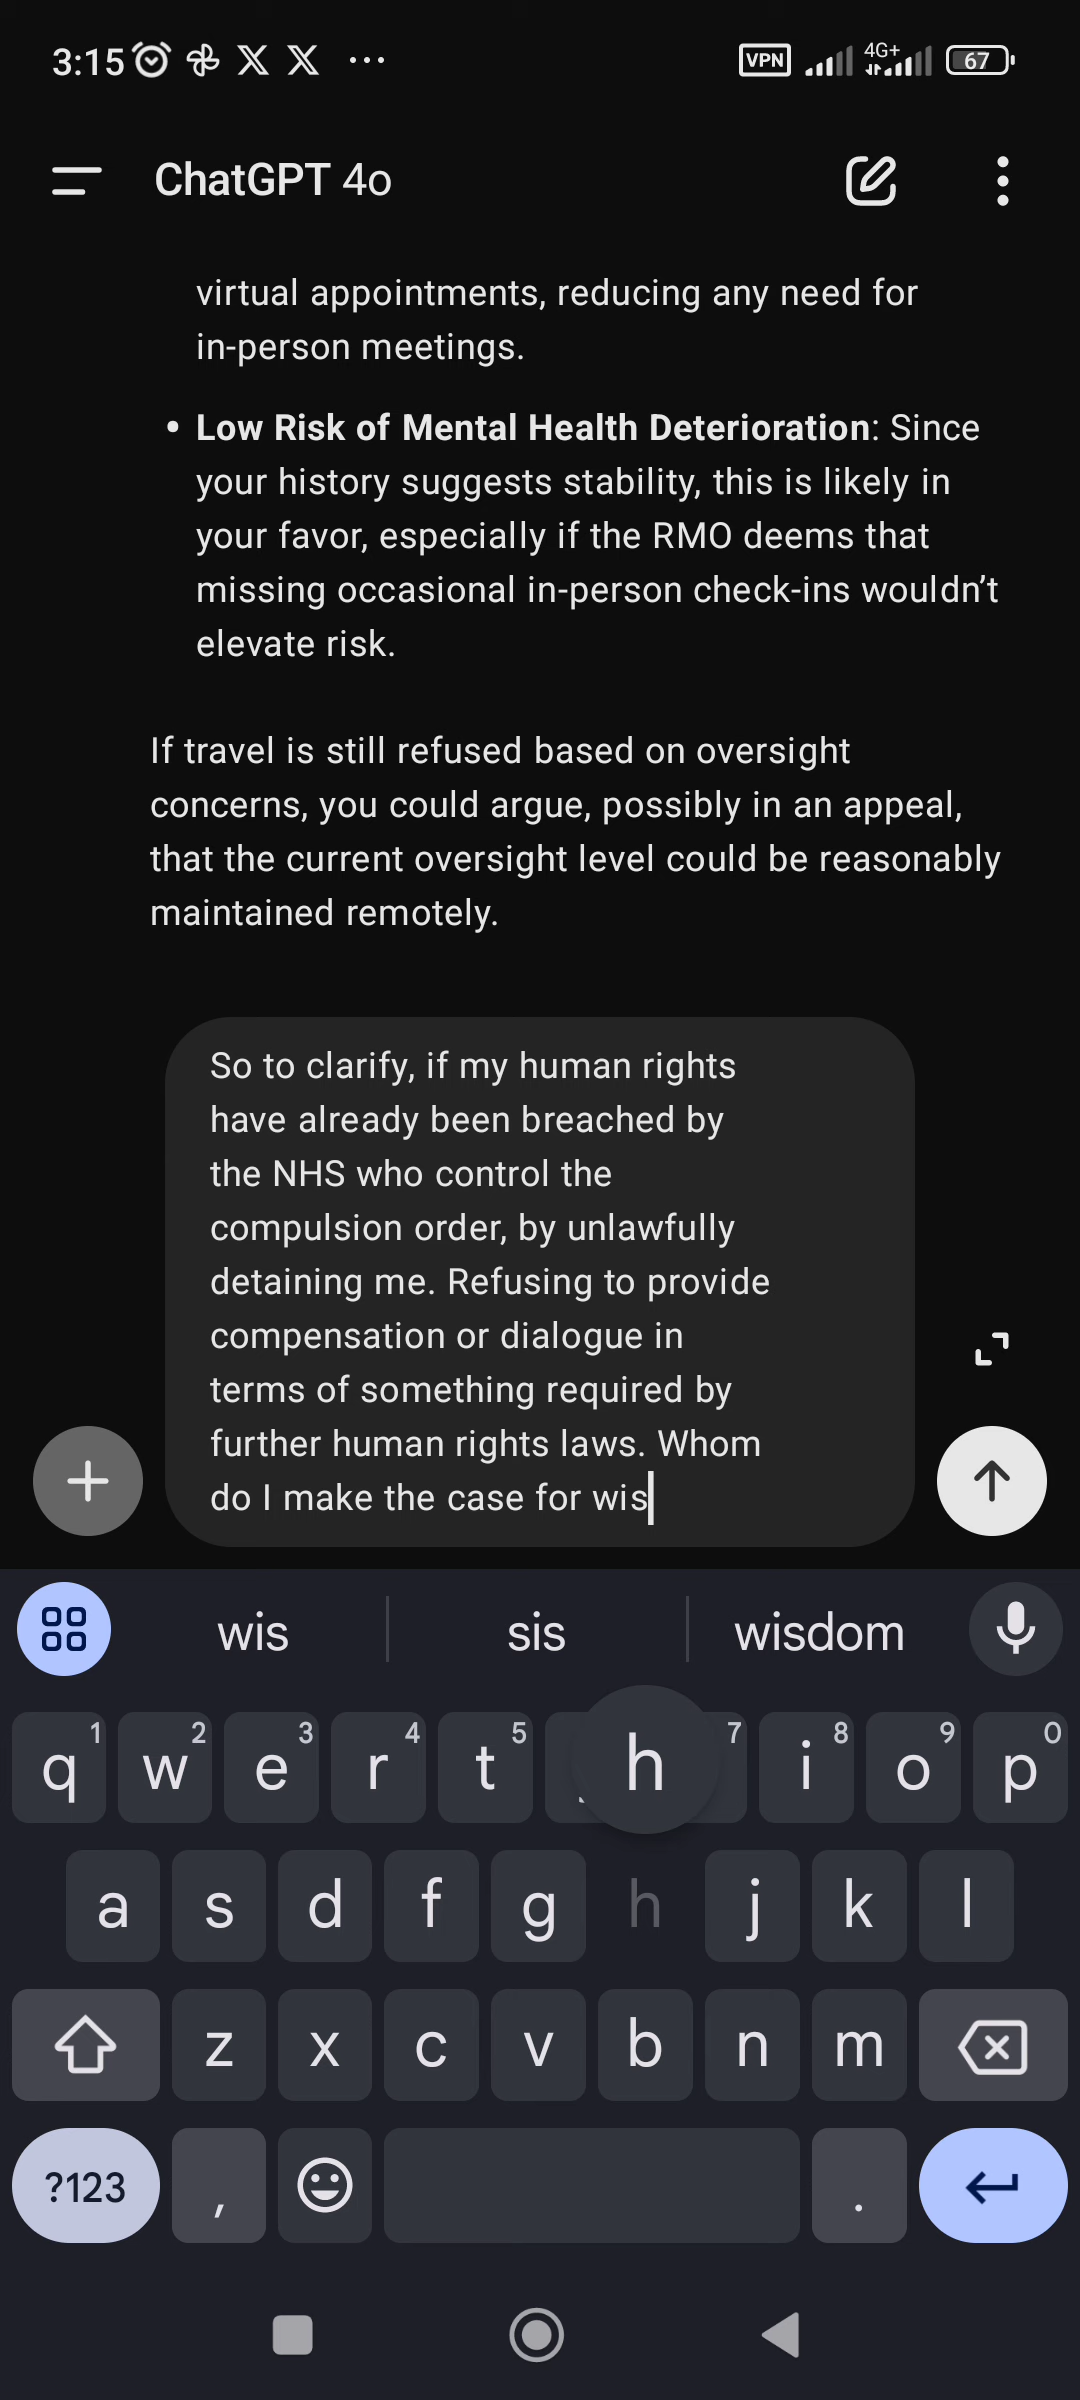 3:15
VPN 4G+ 67
ChatGPT 4o
virtual appointments, reducing any need for
in-person meetings.
• Low Risk of Mental Health Deterioration: Since
your history suggests stability, this is likely in
your favor, especially if the RMO deems that
missing occasional in-person check-ins wouldn’t
elevate risk.
If travel is still refused based on oversight
concerns, you could argue, possibly in an appeal,
that the current oversight level could be reasonably
maintained remotely.
So to clarify, if my human rights
have already been breached by
the NHS who control the
compulsion order, by unlawfully
detaining me. Refusing to provide
compensation or dialogue in
terms of something required by
further human rights laws. Whom
do I make the case for wis
wis sis wisdom
q 1 w 2 e 3 r 4 t 5 h 7 i 8 o 9 p 0
a s d f g h j k l
z x c v b n m
?123 , .